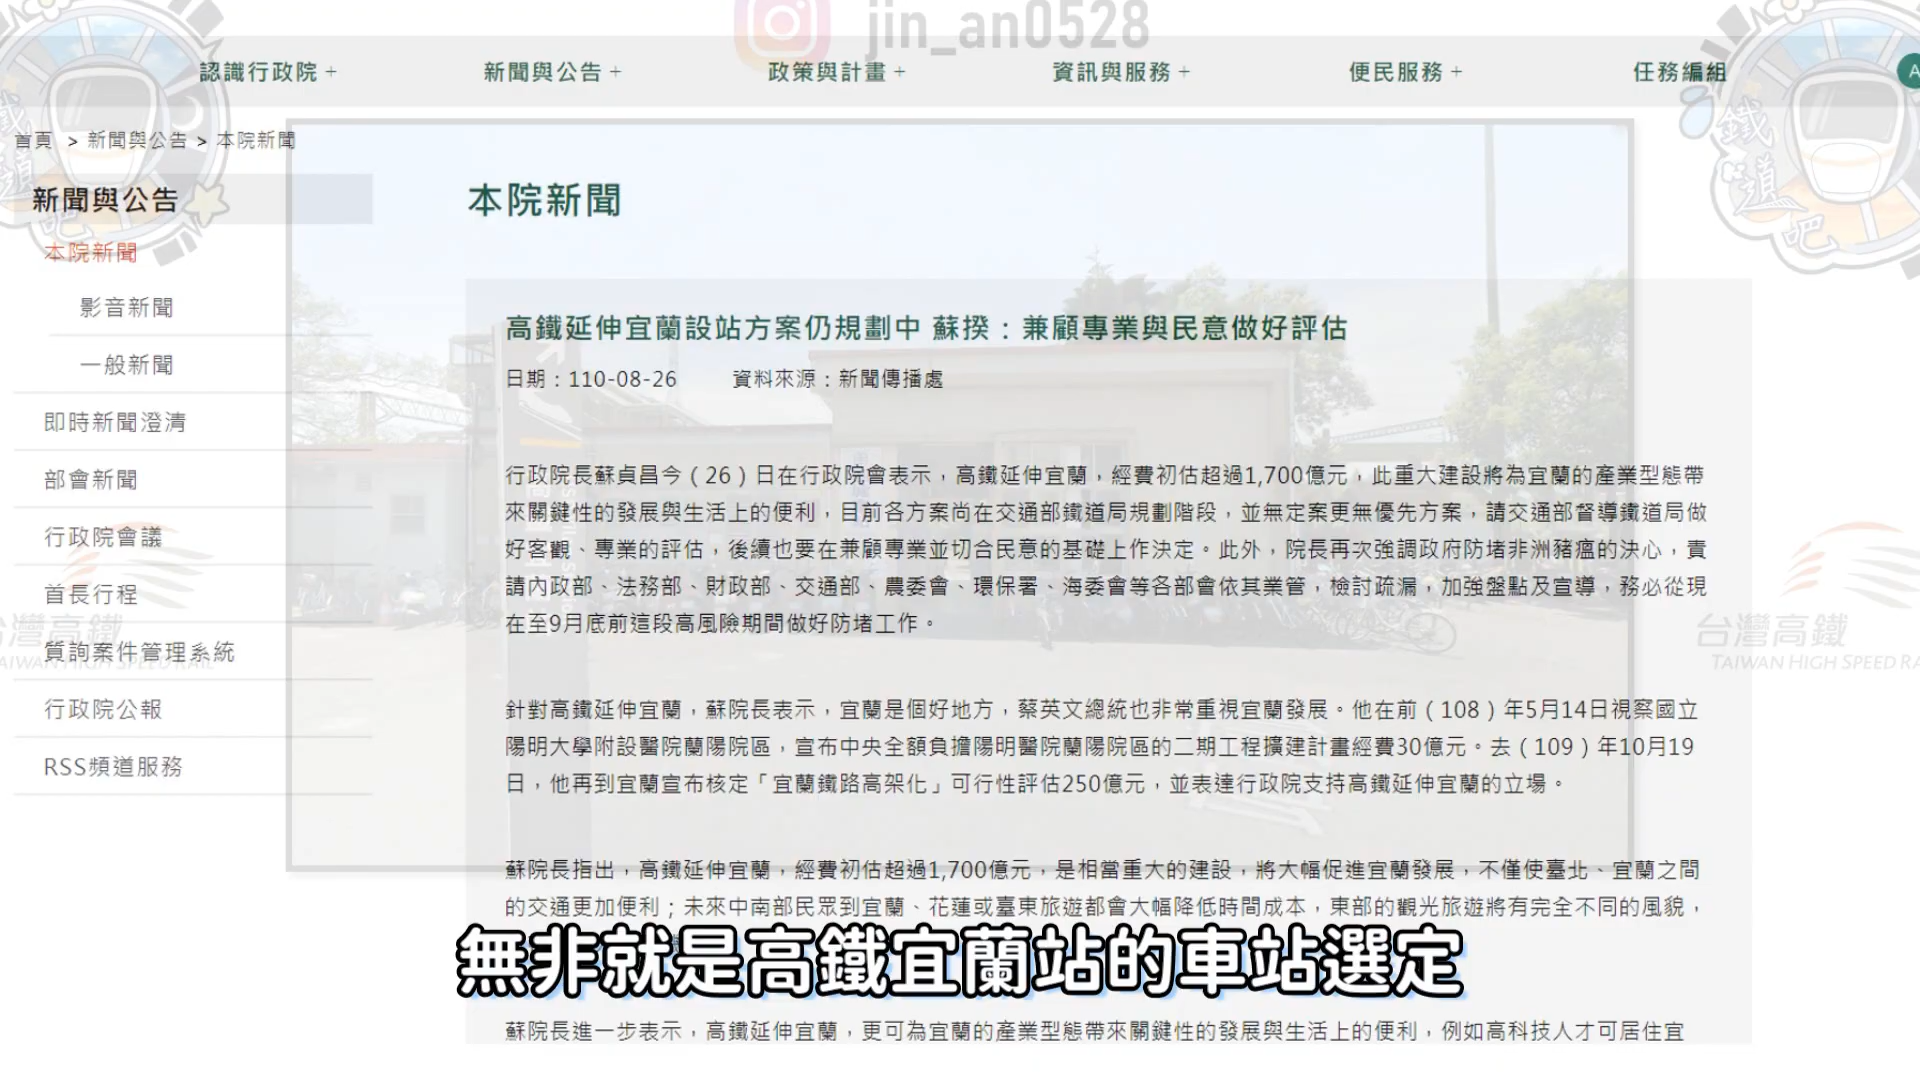 jin_an0528
認識行政院 +
新聞與公告 +
政策與計畫 +
資訊與服務 +
便民服務 +
任務編組
首頁 > 新聞與公告 > 本院新聞
新聞與公告
本院新聞
影音新聞
一般新聞
即時新聞澄清
部會新聞
行政院會議
首長行程
質詢案件管理系統
行政院公報
RSS頻道服務
本院新聞
高鐵延伸宜蘭設站方案仍規劃中 蘇揆：兼顧專業與民意做好評估
日期：110-08-26 資料來源：新聞傳播處
行政院長蘇貞昌今（26）日在行政院會表示，高鐵延伸宜蘭，經費初估超過1,700億元，此重大建設將為宜蘭的產業型態帶
來關鍵性的發展與生活上的便利，目前各方案尚在交通部鐵道局規劃階段，並無定案更無優先方案，請交通部督導鐵道局做
好客觀、專業的評估，後續也要在兼顧專業並切合民意的基礎上作決定。此外，院長再次強調政府防堵非洲豬瘟的決心，責
請內政部、法務部、財政部、交通部、農委會、環保署、海委會等各部會依其業管，檢討疏漏，加強盤點及宣導，務必從現
在至9月底前這段高風險期間做好防堵工作。
針對高鐵延伸宜蘭，蘇院長表示，宜蘭是個好地方，蔡英文總統也非常重視宜蘭發展。他在前（108）年5月14日視察國立
陽明大學附設醫院蘭陽院區，宣布中央全額負擔陽明醫院蘭陽院區的二期工程擴建計畫經費30億元。去（109）年10月19
日，他再到宜蘭宣布核定「宜蘭鐵路高架化」可行性評估250億元，並表達行政院支持高鐵延伸宜蘭的立場。
蘇院長指出，高鐵延伸宜蘭，經費初估超過1,700億元，是相當重大的建設，將大幅促進宜蘭發展，不僅使臺北、宜蘭之間
的交通更加便利；未來中南部民眾到宜蘭、花蓮或臺東旅遊都會大幅降低時間成本，東部的觀光旅遊將有完全不同的風貌，
無非就是高鐵宜蘭站的車站選定
蘇院長進一步表示，高鐵延伸宜蘭，更可為宜蘭的產業型態帶來關鍵性的發展與生活上的便利，例如高科技人才可居住宜
鐵道吧
台灣高鐵
TAIWAN HIGH SPEED RA